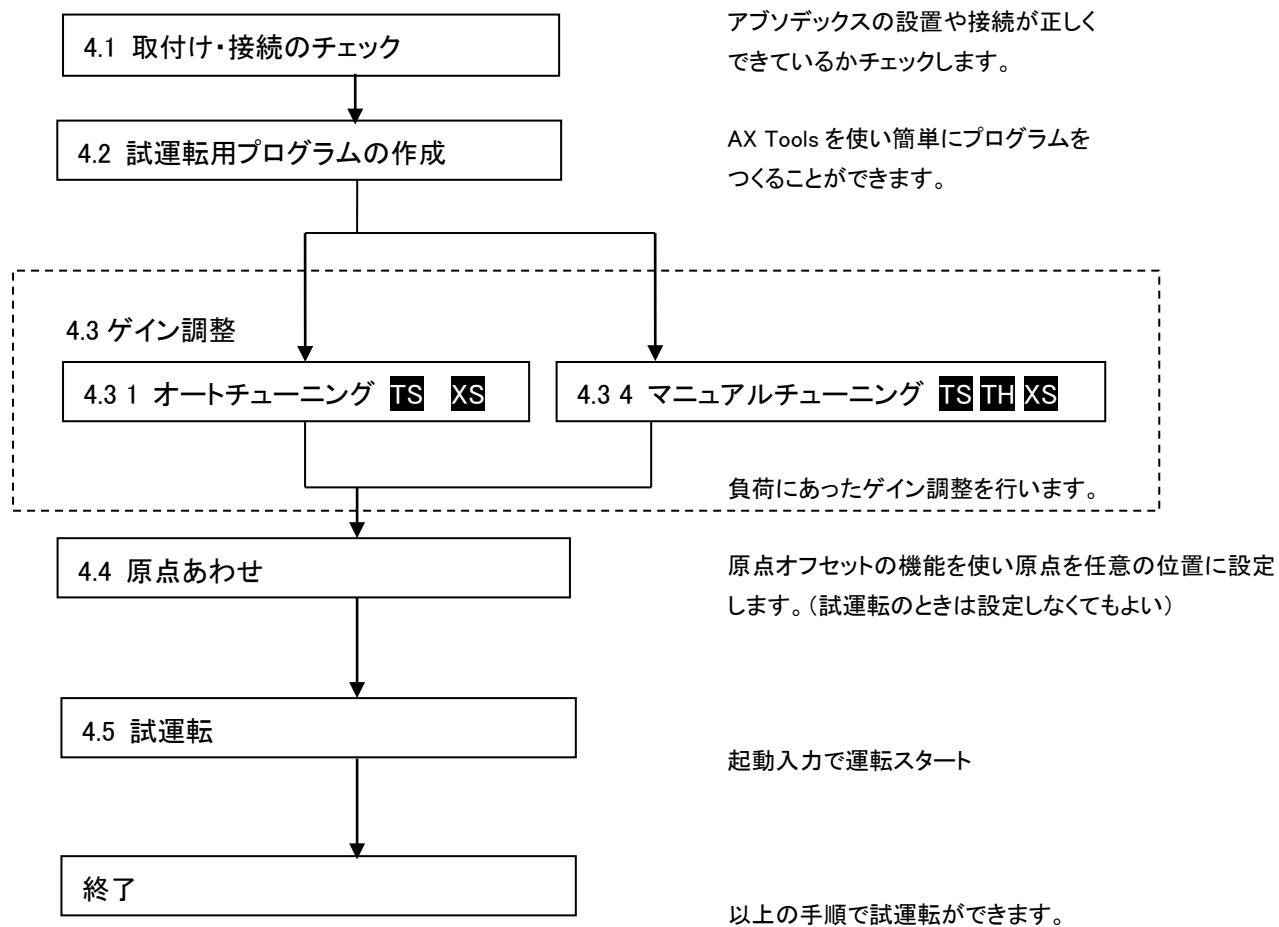 4.1 取付け・接続のチェック
アブソデックスの設置や接続が正しく
できているかチェックします。
4.2 試運転用プログラムの作成
AX Tools を使い簡単にプログラムを
つくることができます。
4.3 ゲイン調整
4.3 1 オートチューニング TS XS
4.3 4 マニュアルチューニング TS TH XS
負荷にあったゲイン調整を行います。
4.4 原点あわせ
原点オフセットの機能を使い原点を任意の位置に設定
します。（試運転のときは設定しなくてもよい）
4.5 試運転
起動入力で運転スタート
終了
以上の手順で試運転ができます。